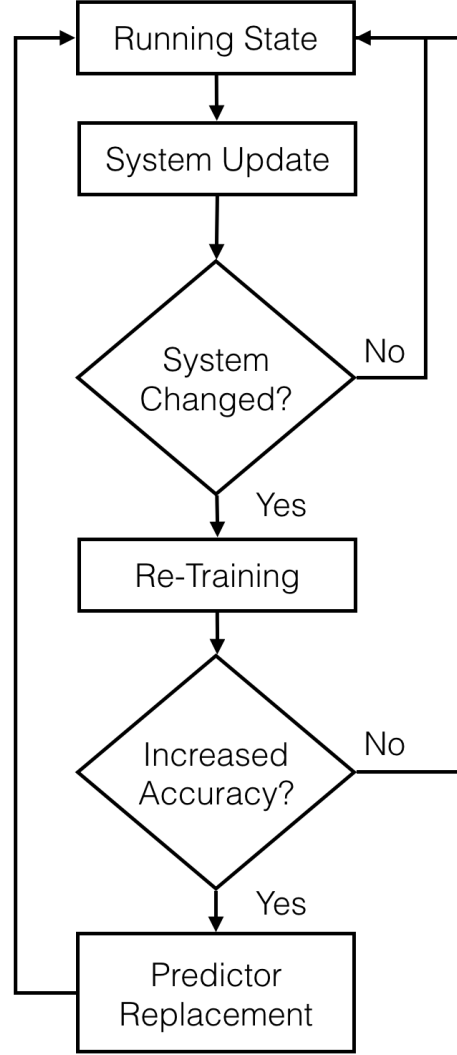 Running State
System Update
System
Changed?
No
Yes
Re-Training
Increased
Accuracy?
No
Yes
Predictor
Replacement